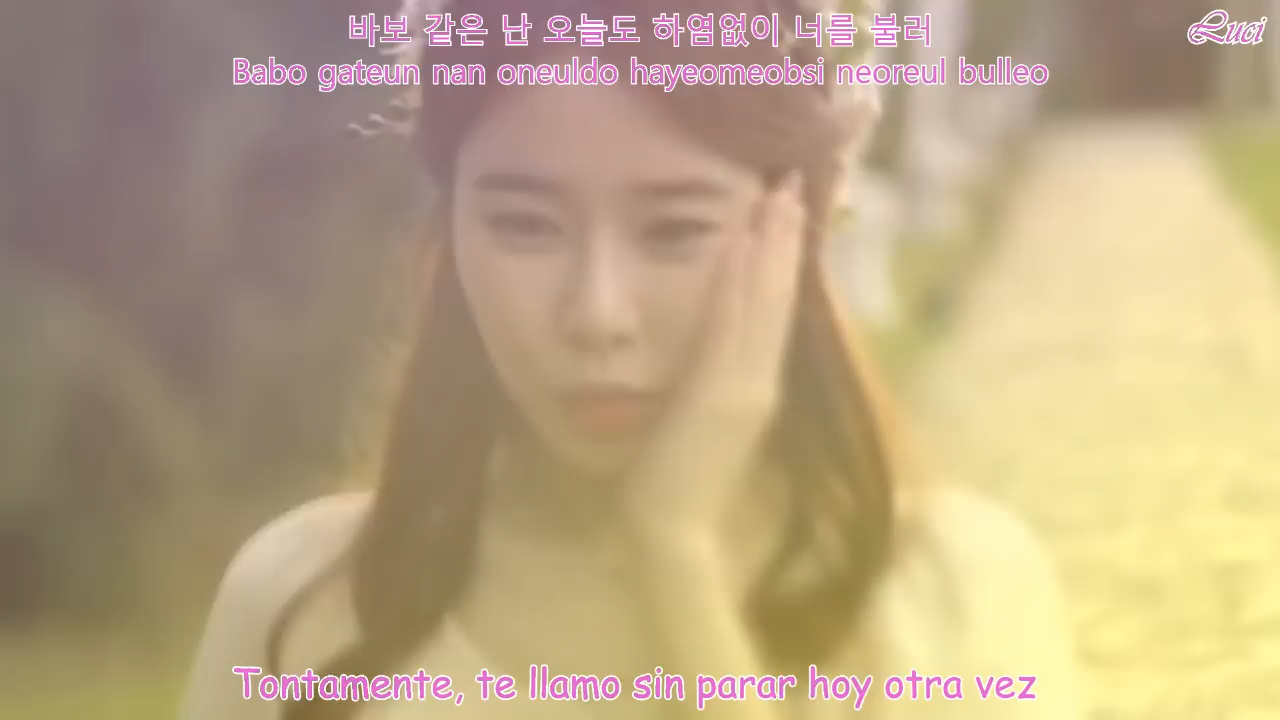 바보 같은 난 오늘도 하염없이 너를 불러
Luci
Babo gateun nan oneuldo hayeomeobsi neoreul bulleo
Tontamente, te llamo sin parar hoy otra vez